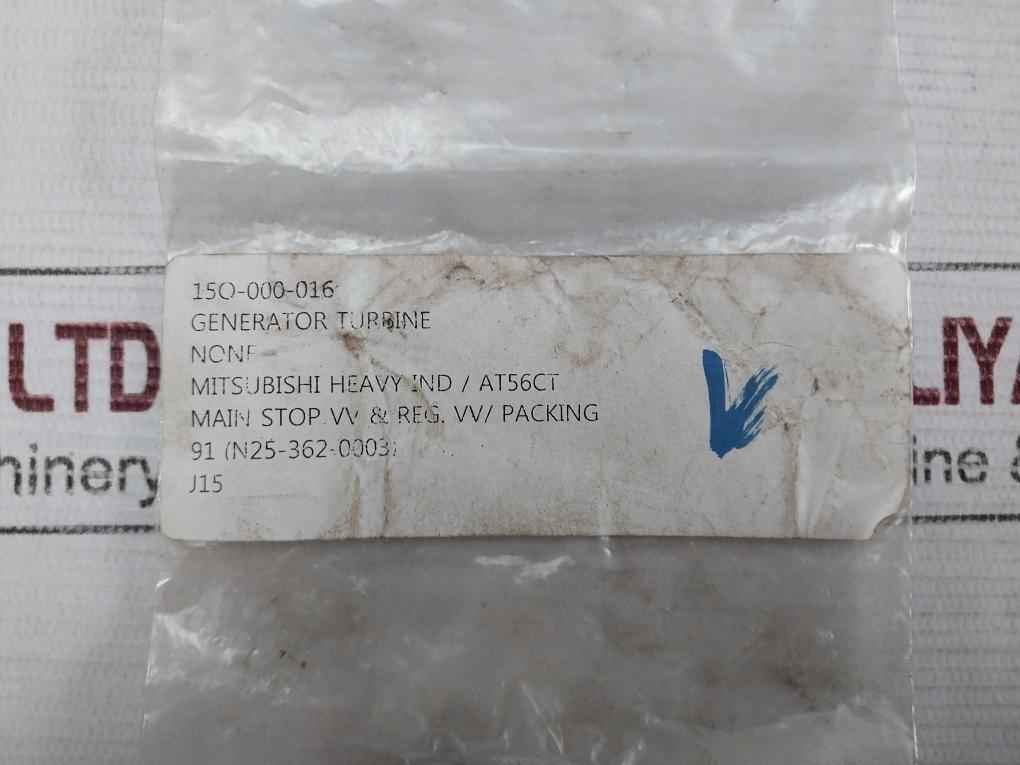 15Q-000-016
GENERATOR TURBINE
NONE
MITSUBISHI HEAVY IND / AT56CT
MAIN STOP VV & REG. VV/ PACKING
91 (N25-362-0003)
J15
LTD
LIYA
hinery
ine &